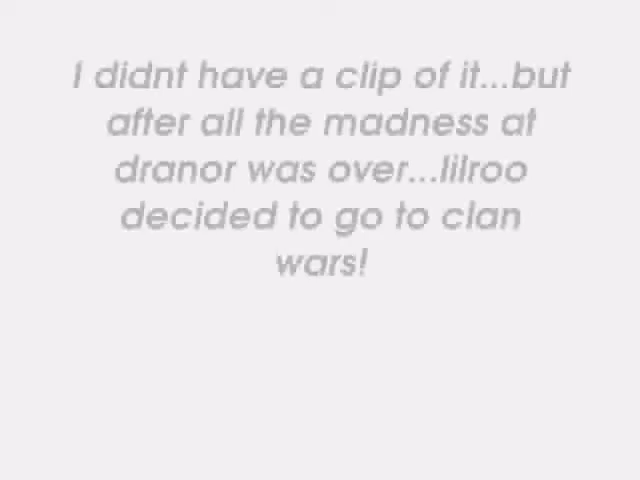 I didnt have a clip of it...but
after all the madness at
dranor was over...lilroo
decided to go to clan
wars!